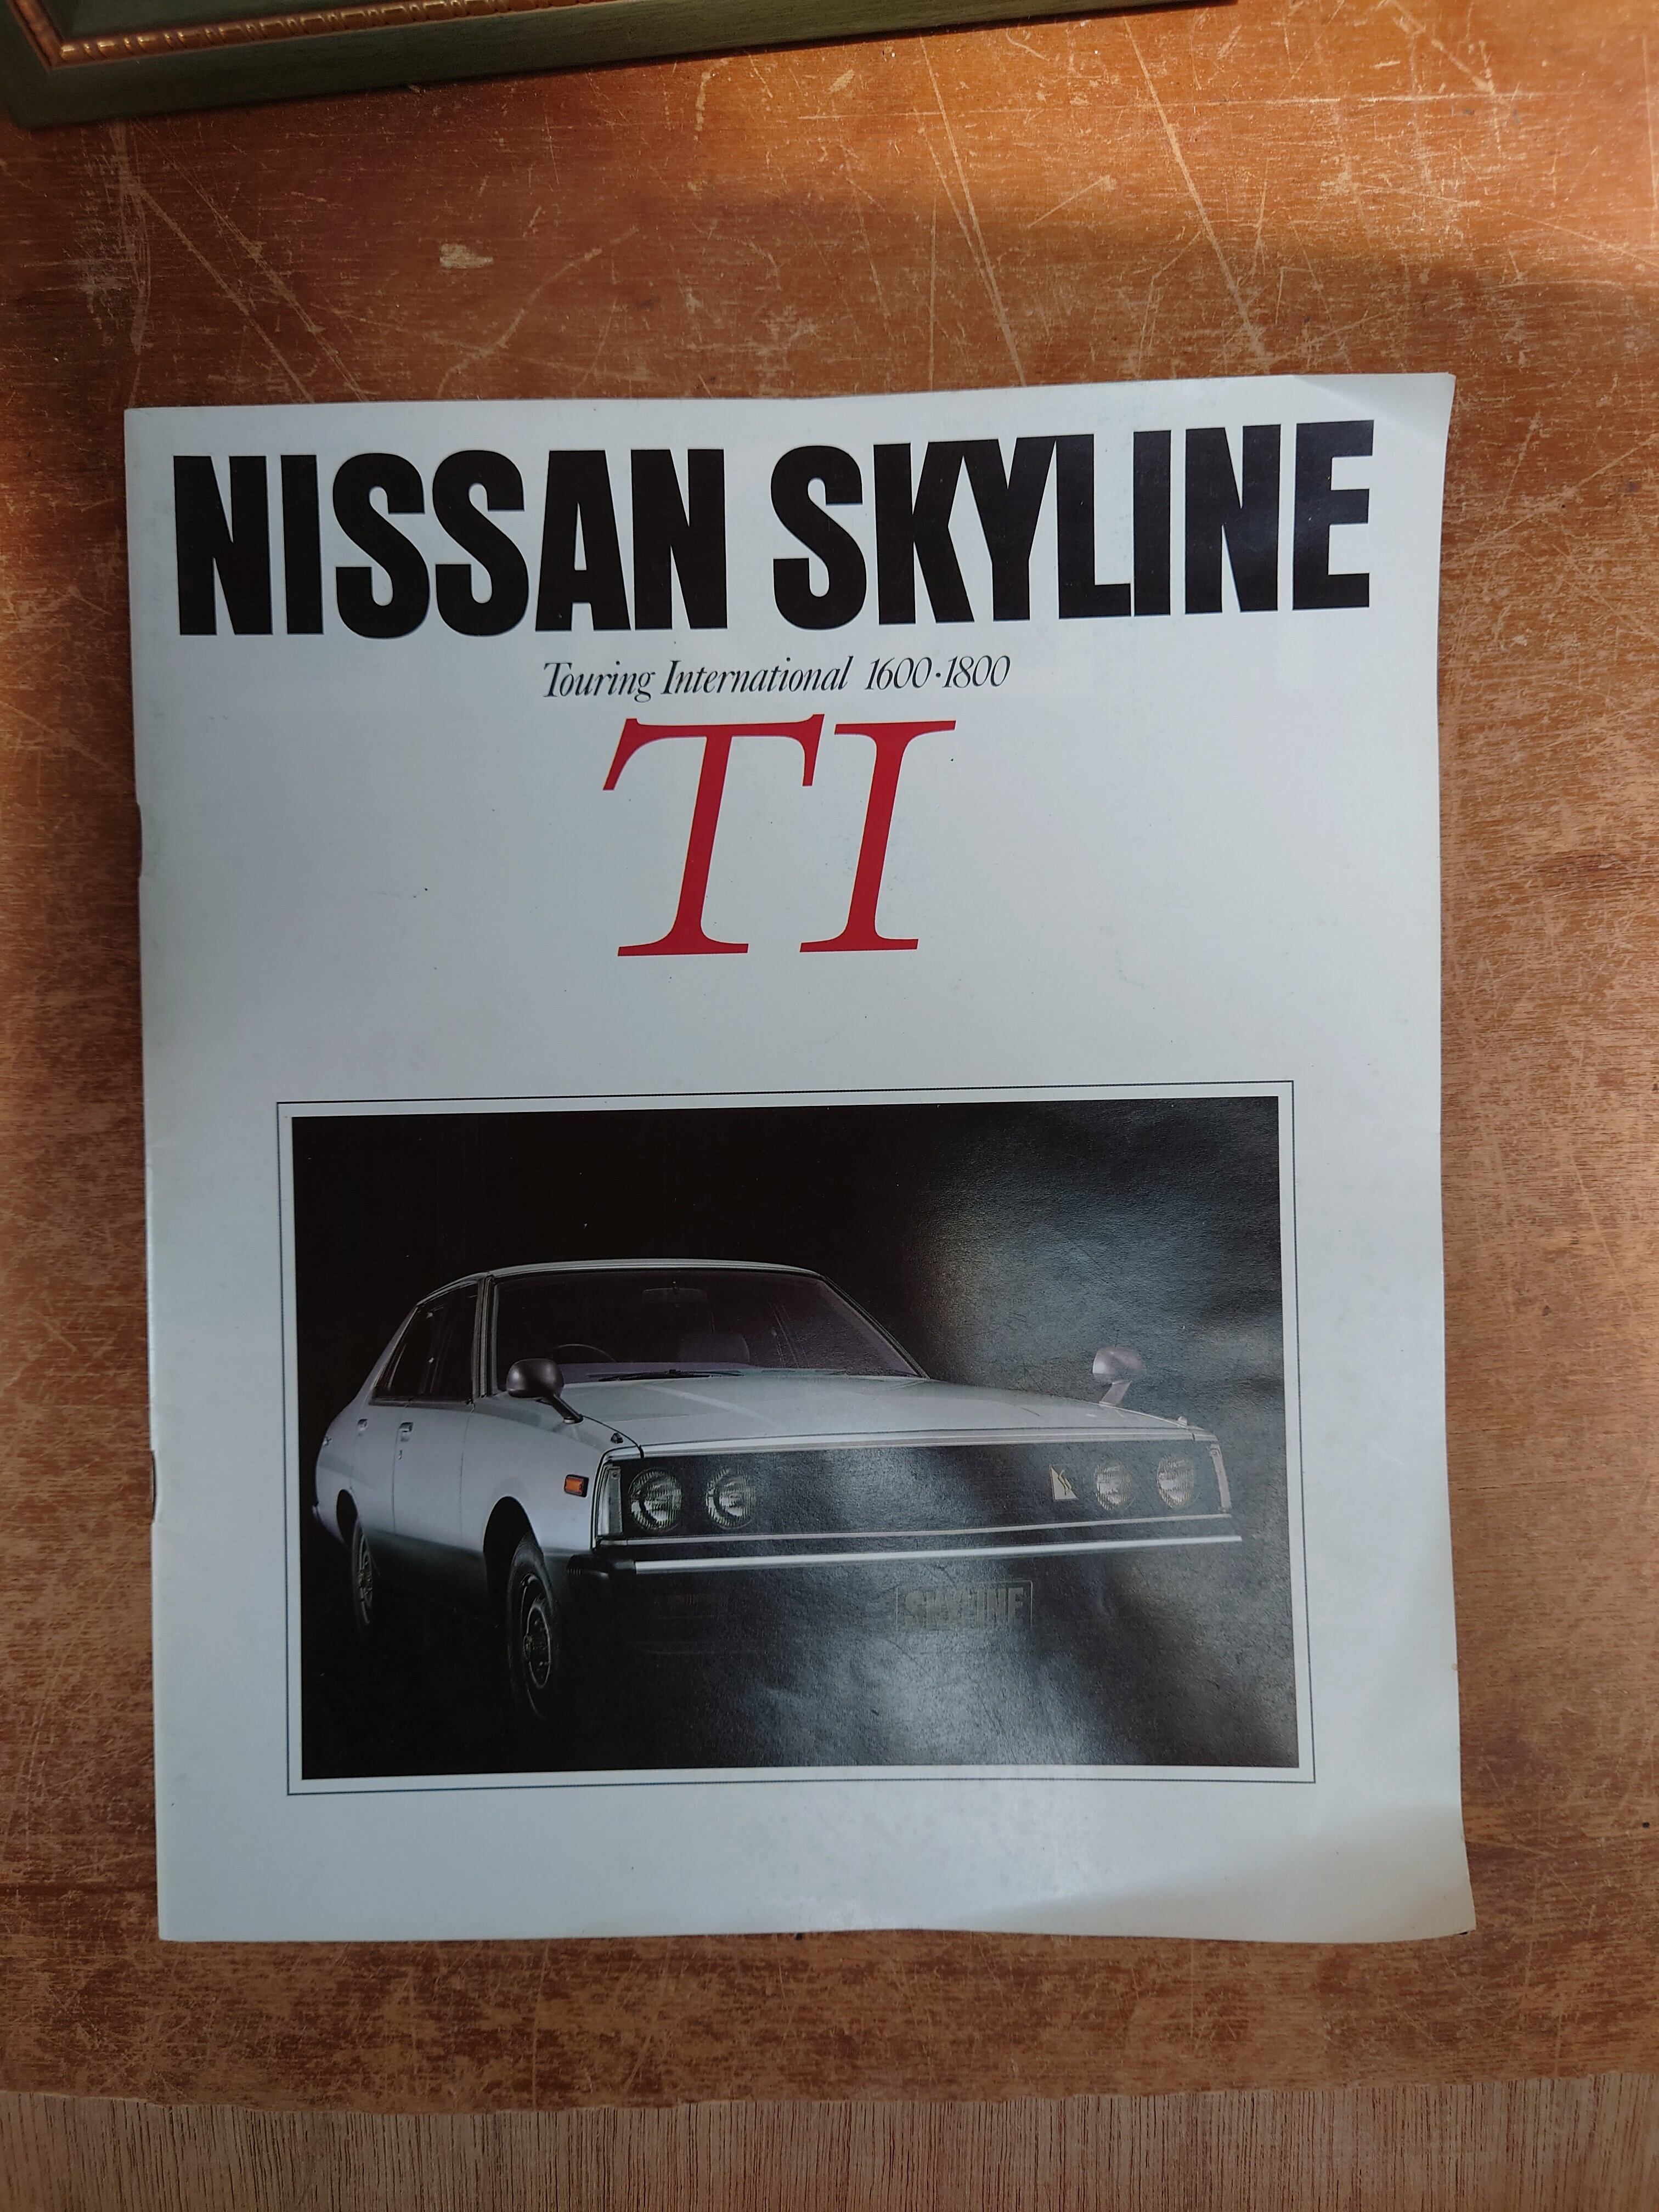 NISSAN SKYLINE
Touring International 1600·1800
TI
SKYLINE